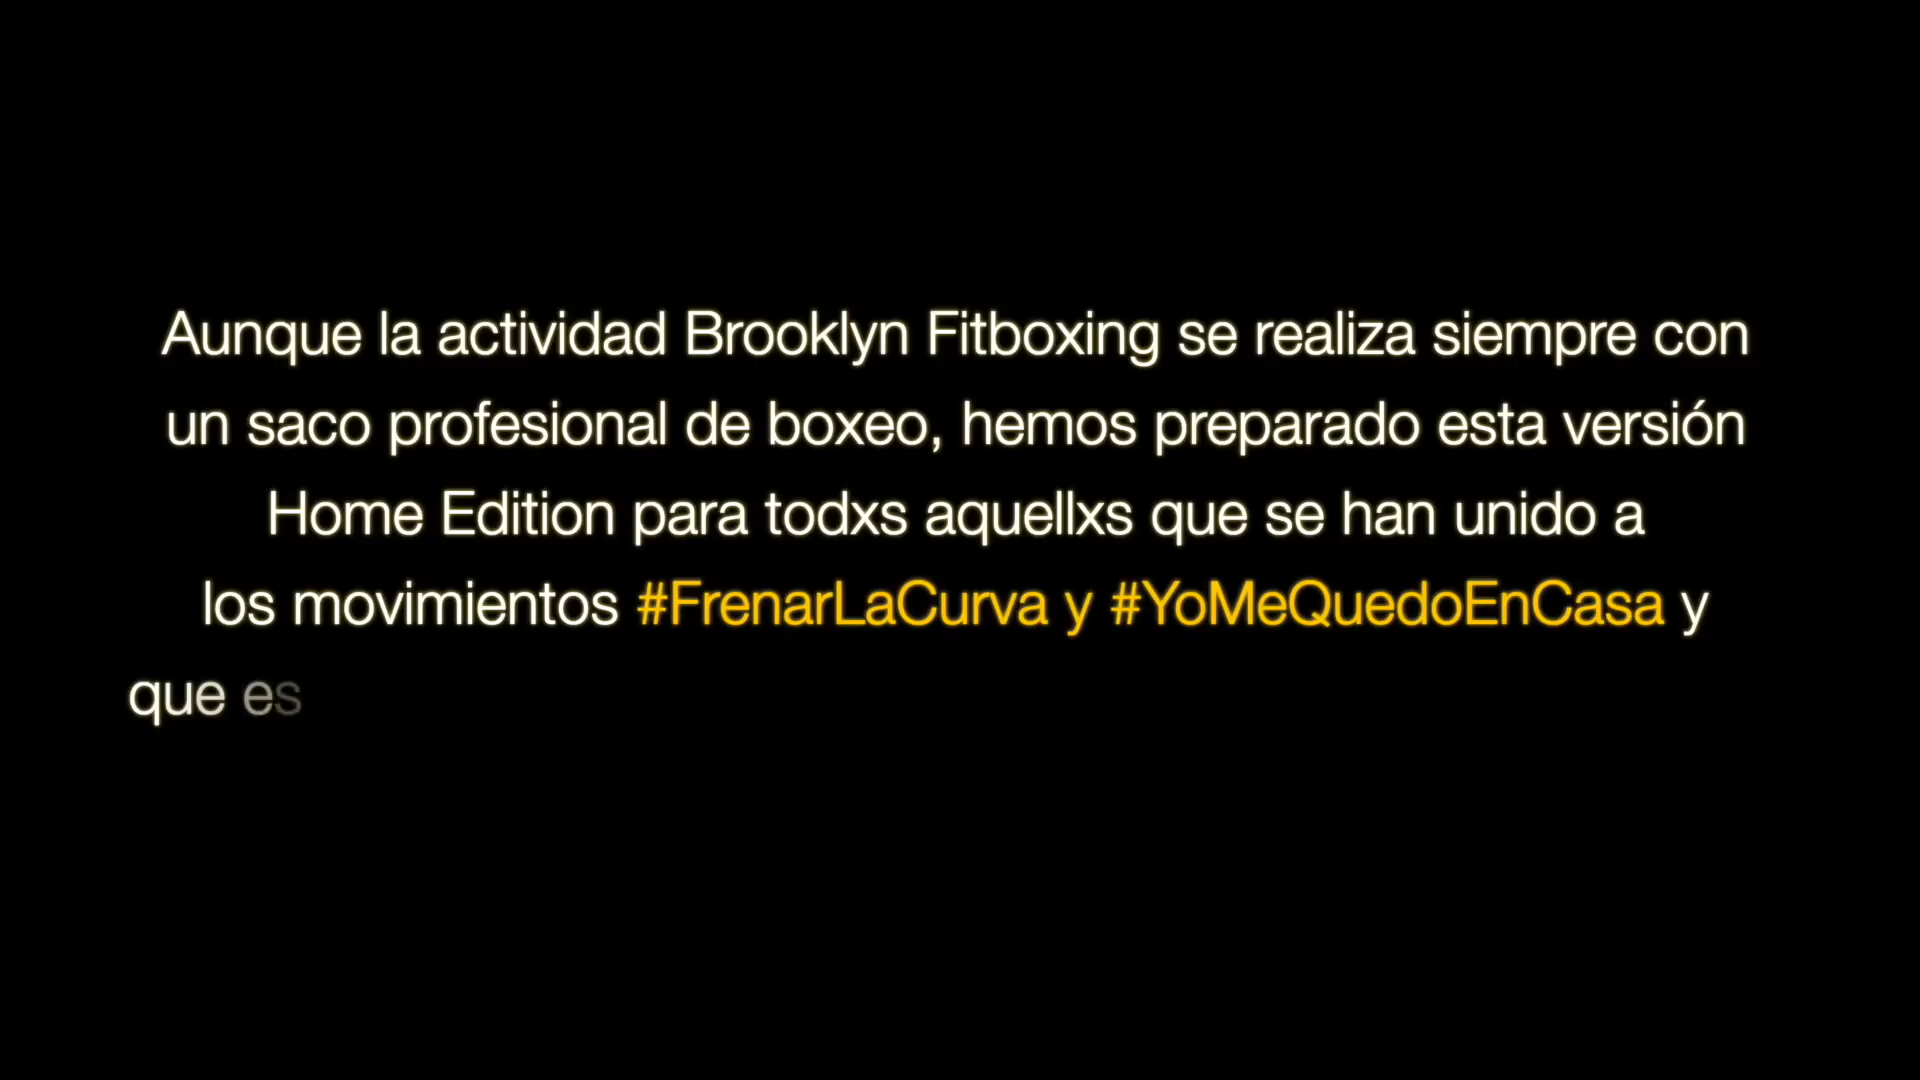 Aunque la actividad Brooklyn Fitboxing se realiza siempre con
un saco profesional de boxeo, hemos preparado esta versión
Home Edition para todxs aquellxs que se han unido a
los movimientos #FrenarLaCurva y #YoMeQuedoEnCasa y
que es